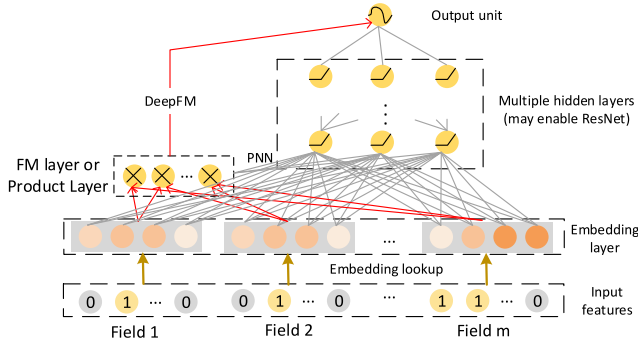 Output unit
DeepFM
Multiple hidden layers
(may enable ResNet)
PNN
FM layer or
Product Layer
...
...
Embedding
layer
Embedding lookup
0 1 ... 0 0 1 ... 0 ... 1 1 ... 0
Input
features
Field 1 Field 2 Field m